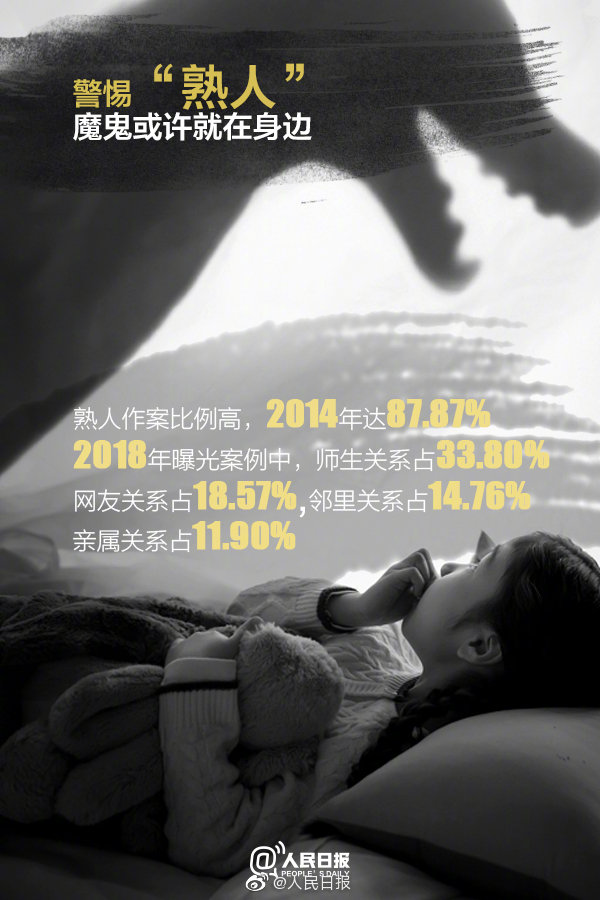 警惕“熟人”
魔鬼或许就在身边
熟人作案比例高，2014年达87.87%
2018年曝光案例中，师生关系占33.80%
网友关系占18.57%,邻里关系占14.76%
亲属关系占11.90%
@人民日报
PEOPLE'S DAILY
@人民日报